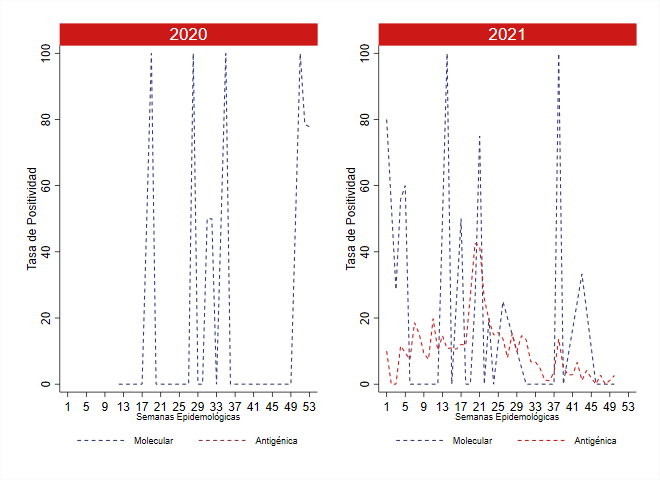 2020
2021
Tasa de Positividad
100
80
60
40
20
0
1 5 9 13 17 21 25 29 33 37 41 45 49 53
Semanas Epidemológicas
Molecular Antigénica
Tasa de Positividad
100
80
60
40
20
0
1 5 9 13 17 21 25 29 33 37 41 45 49 53
Semanas Epidemológicas
Molecular Antigénica